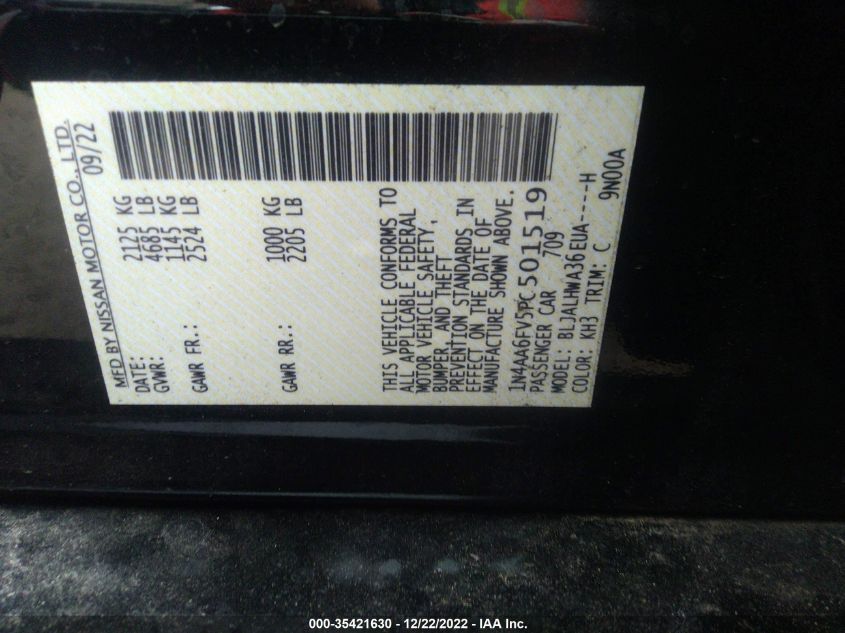 MFD BY NISSAN MOTOR CO., LTD.
DATE: 09/22
GVWR: 2125 KG
4685 LB
GAWR FR.: 1145 KG
2524 LB
GAWR RR.: 1000 KG
2205 LB
THIS VEHICLE CONFORMS TO
ALL APPLICABLE FEDERAL
MOTOR VEHICLE SAFETY,
BUMPER, AND THEFT
PREVENTION STANDARDS IN
EFFECT ON THE DATE OF
MANUFACTURE SHOWN ABOVE.
1N4AA6FV5PC501519
PASSENGER CAR 709
MODEL: BLJALHWA36EUA-----H
COLOR: KH3 TRIM: C 9N00A
000-35421630 - 12/22/2022 - IAA Inc.